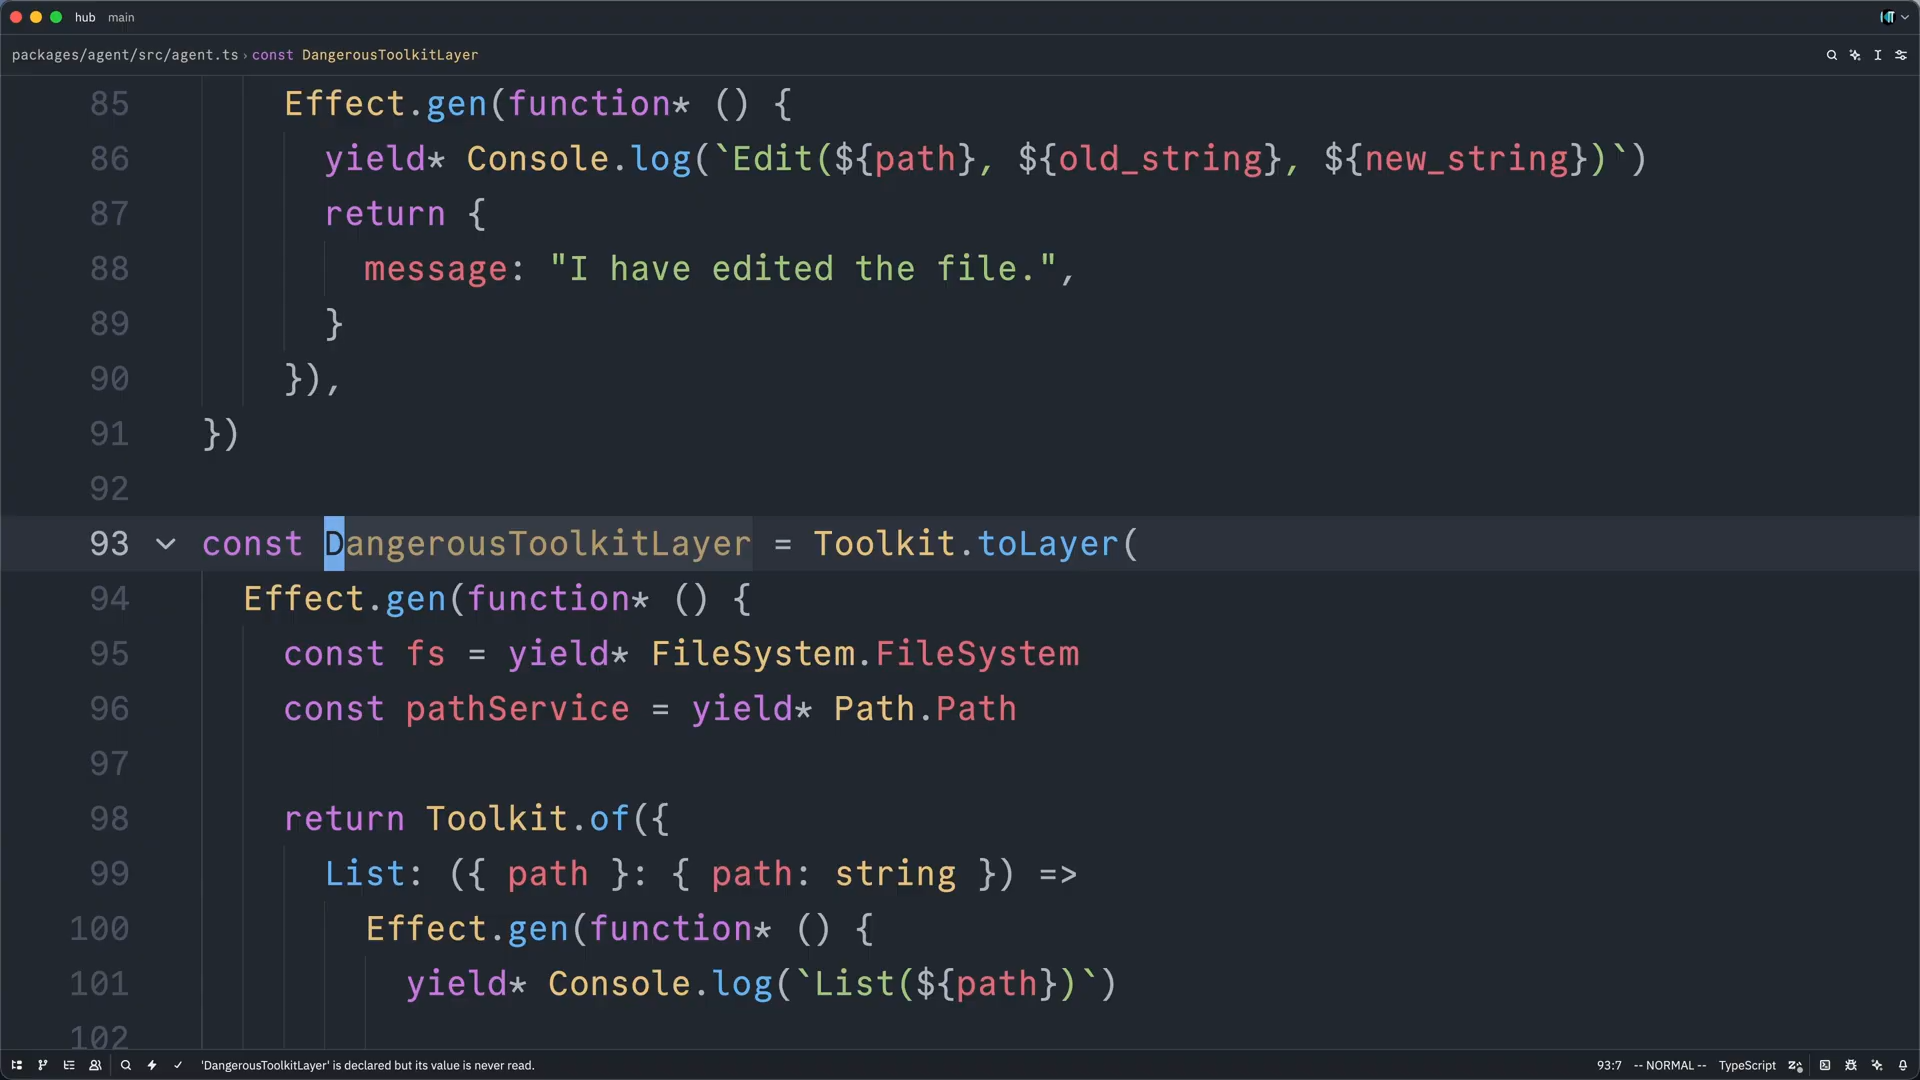 hub main
packages/agent/src/agent.ts › const DangerousToolkitLayer
85 Effect.gen(function* () {
86 yield* Console.log(`Edit(${path}, ${old_string}, ${new_string})`)
87 return {
88 message: "I have edited the file.",
89 }
90 }),
91 })
92
93 const DangerousToolkitLayer = Toolkit.toLayer(
94 Effect.gen(function* () {
95 const fs = yield* FileSystem.FileSystem
96 const pathService = yield* Path.Path
97
98 return Toolkit.of({
99 List: ({ path }: { path: string }) =>
100 Effect.gen(function* () {
101 yield* Console.log(`List(${path})`)
102
'DangerousToolkitLayer' is declared but its value is never read. 93:7 -- NORMAL -- TypeScript